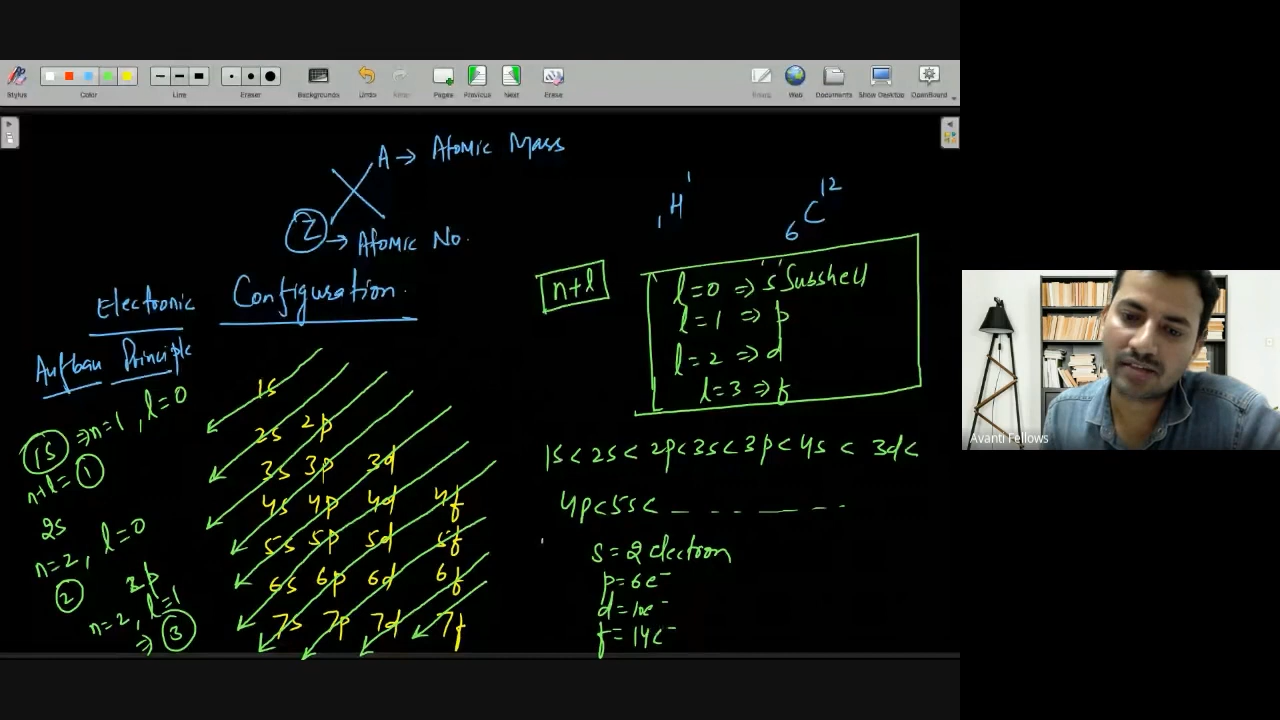 Stylus Color Line Eraser Backgrounds Undo Pages Previous Next Erase Web Documents Show Desktop OpenBoard
A → Atomic Mass
Z → Atomic No.
1 H 1
6 C 12
Electronic Configuration.
Aufbau Principle
1s ⇒ n=1, l=0
n+l= 1
2s
n=2, l=0
2
2p
n=2, l=1
⇒ 3
1s
2s 2p
3s 3p 3d
4s 4p 4d 4f
5s 5p 5d 5f
6s 6p 6d 6f
7s 7p 7d 7f
n+l
l=0 ⇒ 's' Subshell
l=1 ⇒ p
l=2 ⇒ d
l=3 ⇒ f
1s < 2s < 2p < 3s < 3p < 4s < 3d <
4p < 5s < _ _ _ _ _ _ _
s = 2 electron
p = 6e⁻
d = 10e⁻
f = 14e⁻
Avanti Fellows